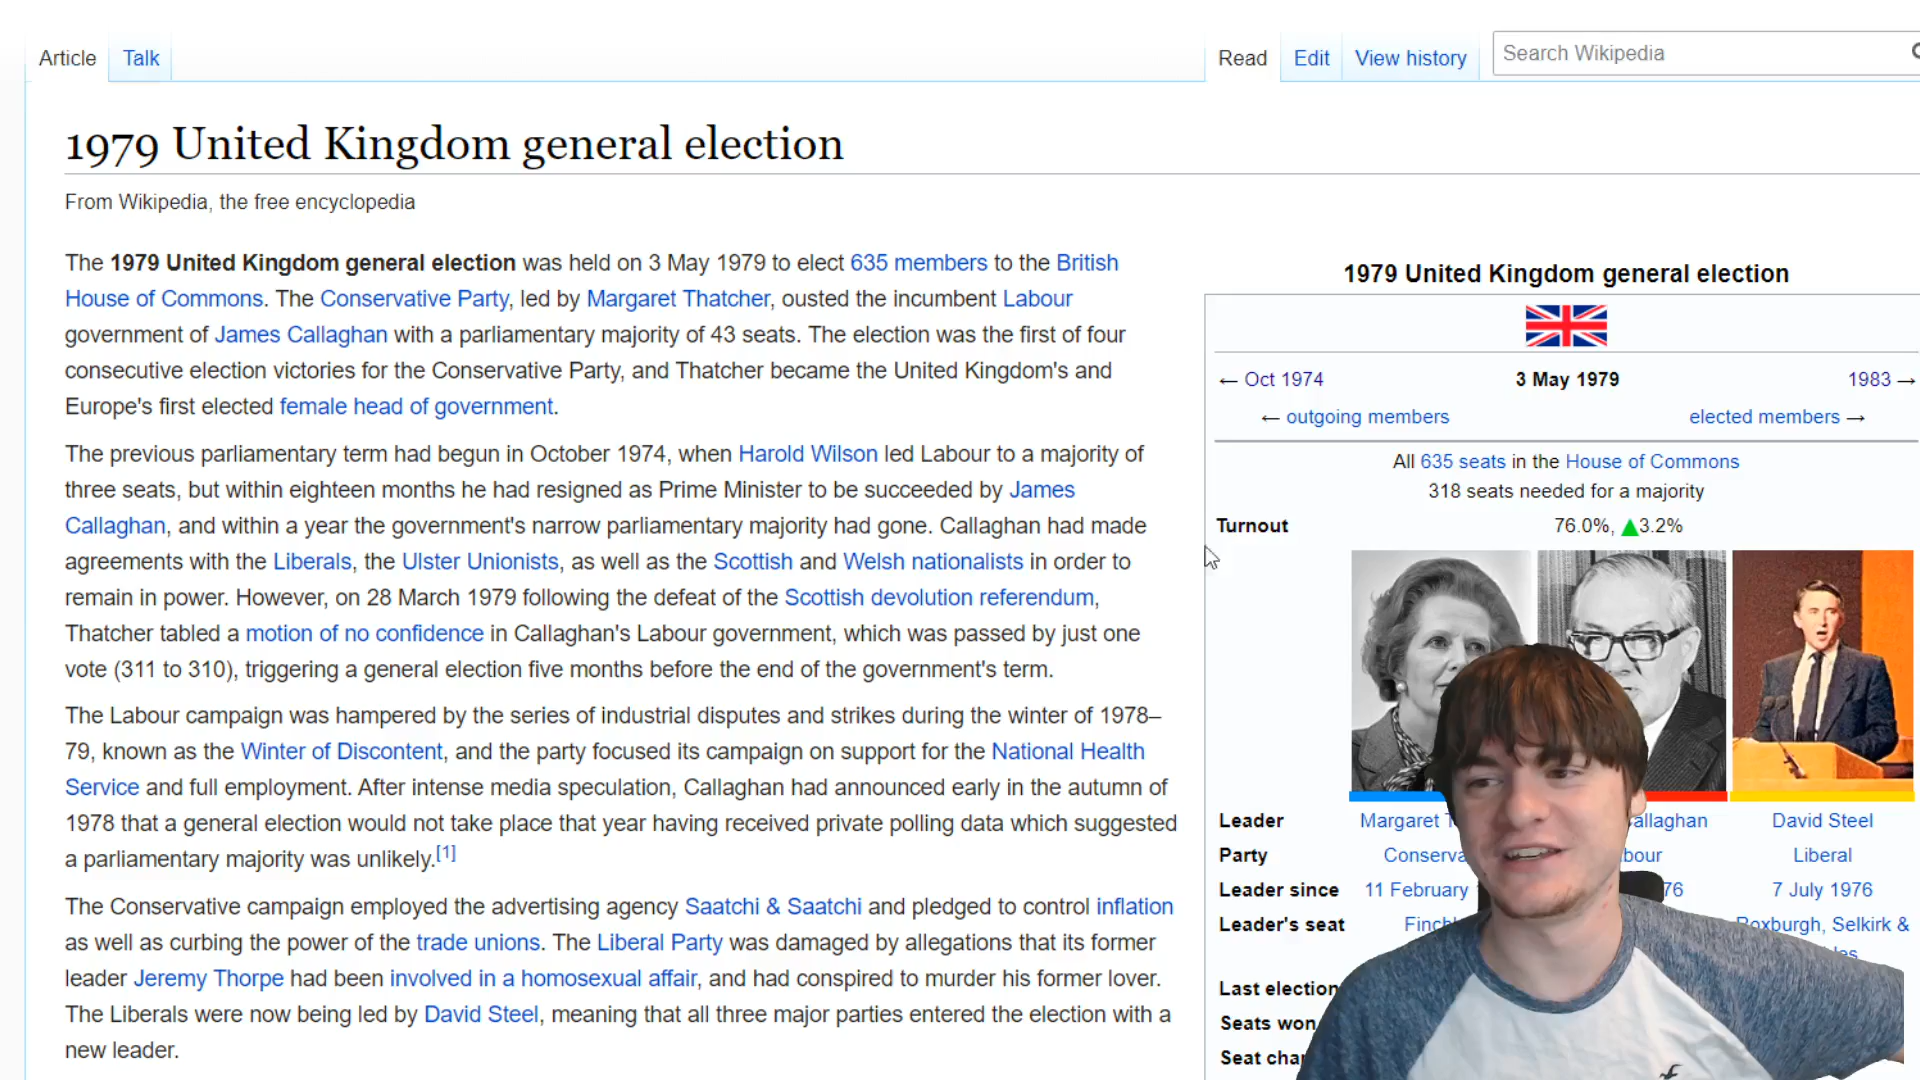 Article Talk Read Edit View history Search Wikipedia
1979 United Kingdom general election
From Wikipedia, the free encyclopedia
The 1979 United Kingdom general election was held on 3 May 1979 to elect 635 members to the British
House of Commons. The Conservative Party, led by Margaret Thatcher, ousted the incumbent Labour
government of James Callaghan with a parliamentary majority of 43 seats. The election was the first of four
consecutive election victories for the Conservative Party, and Thatcher became the United Kingdom's and
Europe's first elected female head of government.
The previous parliamentary term had begun in October 1974, when Harold Wilson led Labour to a majority of
three seats, but within eighteen months he had resigned as Prime Minister to be succeeded by James
Callaghan, and within a year the government's narrow parliamentary majority had gone. Callaghan had made
agreements with the Liberals, the Ulster Unionists, as well as the Scottish and Welsh nationalists in order to
remain in power. However, on 28 March 1979 following the defeat of the Scottish devolution referendum,
Thatcher tabled a motion of no confidence in Callaghan's Labour government, which was passed by just one
vote (311 to 310), triggering a general election five months before the end of the government's term.
The Labour campaign was hampered by the series of industrial disputes and strikes during the winter of 1978–
79, known as the Winter of Discontent, and the party focused its campaign on support for the National Health
Service and full employment. After intense media speculation, Callaghan had announced early in the autumn of
1978 that a general election would not take place that year having received private polling data which suggested
a parliamentary majority was unlikely.[1]
The Conservative campaign employed the advertising agency Saatchi & Saatchi and pledged to control inflation
as well as curbing the power of the trade unions. The Liberal Party was damaged by allegations that its former
leader Jeremy Thorpe had been involved in a homosexual affair, and had conspired to murder his former lover.
The Liberals were now being led by David Steel, meaning that all three major parties entered the election with a
new leader.
1979 United Kingdom general election
← Oct 1974 3 May 1979 1983 →
← outgoing members elected members →
All 635 seats in the House of Commons
318 seats needed for a majority
Turnout 76.0%, ▲3.2%
Leader Margaret David Steel
Party Liberal
Leader since 11 February 7 July 1976
Leader's seat Roxburgh, Selkirk &
Last election
Seats won
Seat